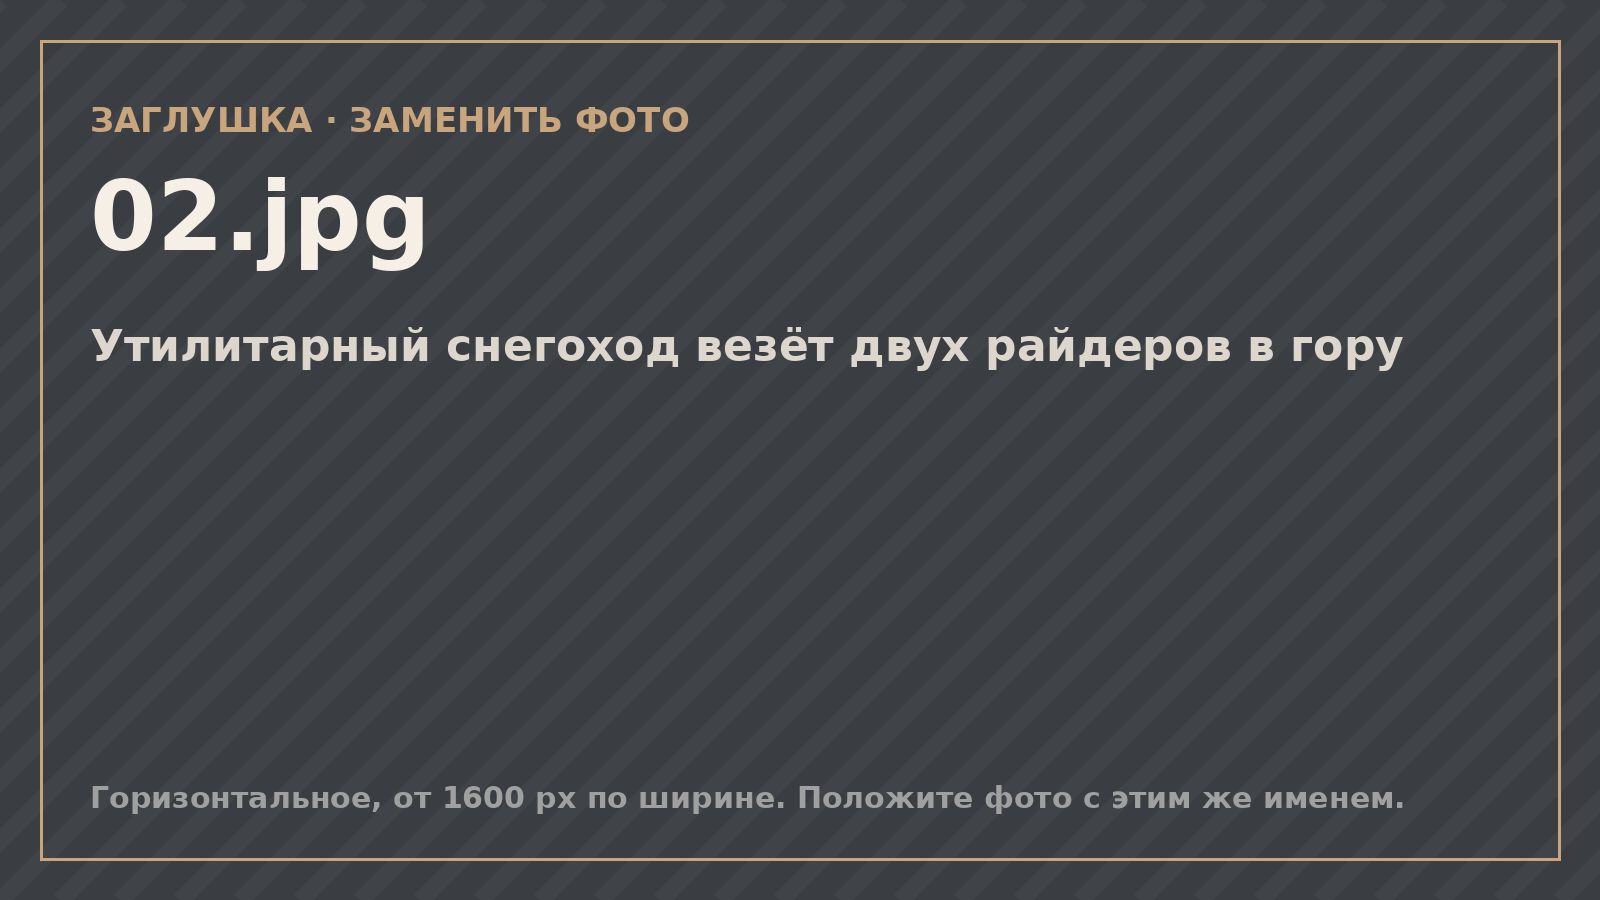 ЗАГЛУШКА · ЗАМЕНИТЬ ФОТО
02.jpg
Утилитарный снегоход везёт двух райдеров в гору
Горизонтальное, от 1600 px по ширине. Положите фото с этим же именем.